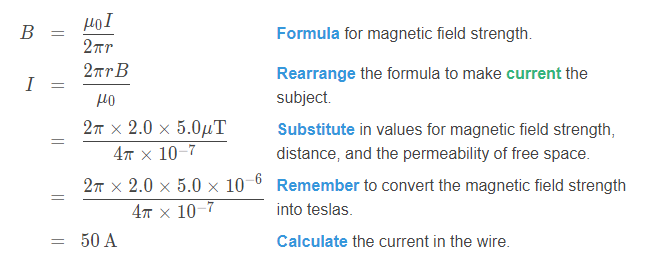 B = μ₀I / 2πr Formula for magnetic field strength.
I = 2πrB / μ₀ Rearrange the formula to make current the
subject.
= 2π × 2.0 × 5.0μT / 4π × 10⁻⁷ Substitute in values for magnetic field strength,
distance, and the permeability of free space.
= 2π × 2.0 × 5.0 × 10⁻⁶ / 4π × 10⁻⁷ Remember to convert the magnetic field strength
into teslas.
= 50 A Calculate the current in the wire.